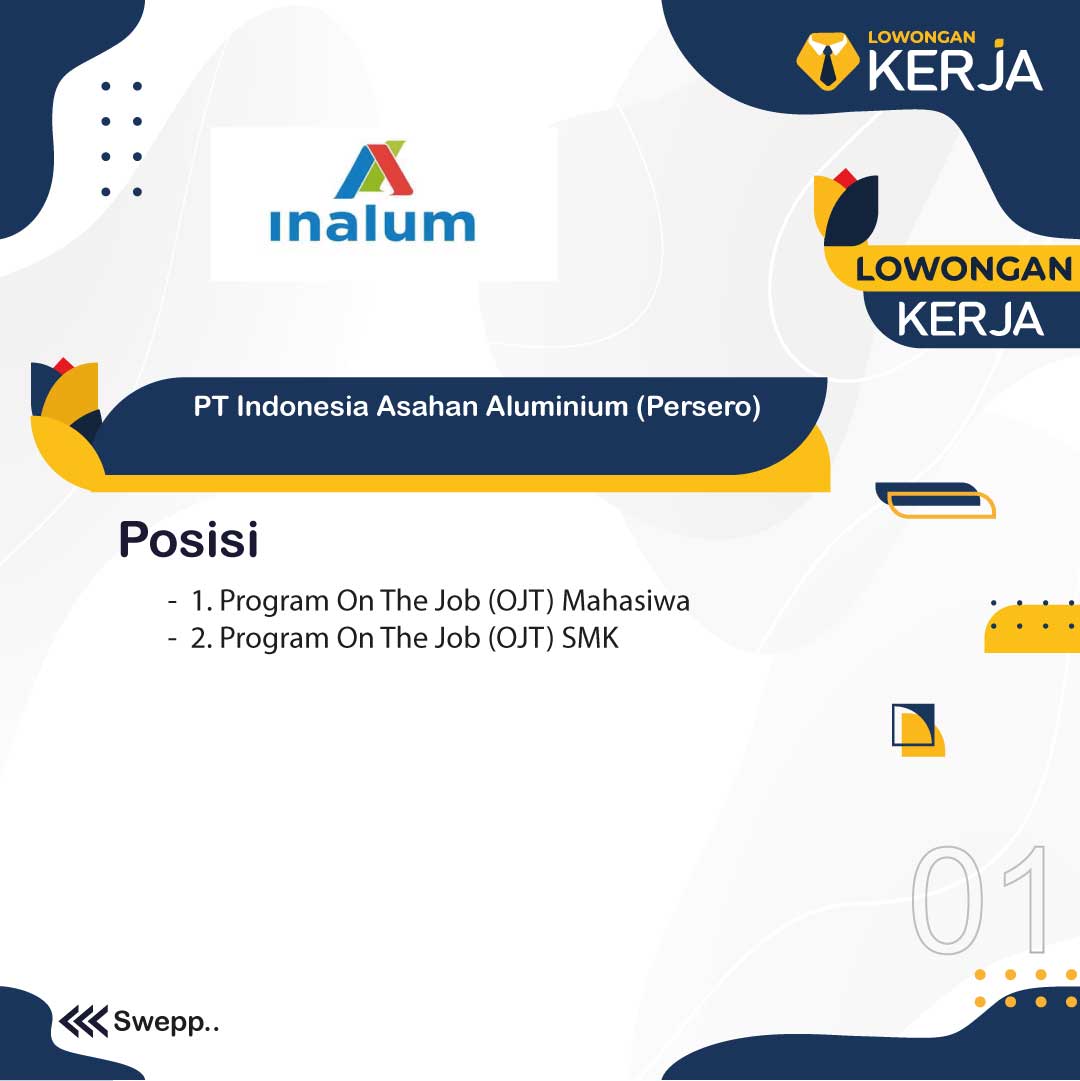 LOWONGAN
KERJA
inalum
LOWONGAN
KERJA
PT Indonesia Asahan Aluminium (Persero)
Posisi
- 1. Program On The Job (OJT) Mahasiwa
- 2. Program On The Job (OJT) SMK
01
Swepp..